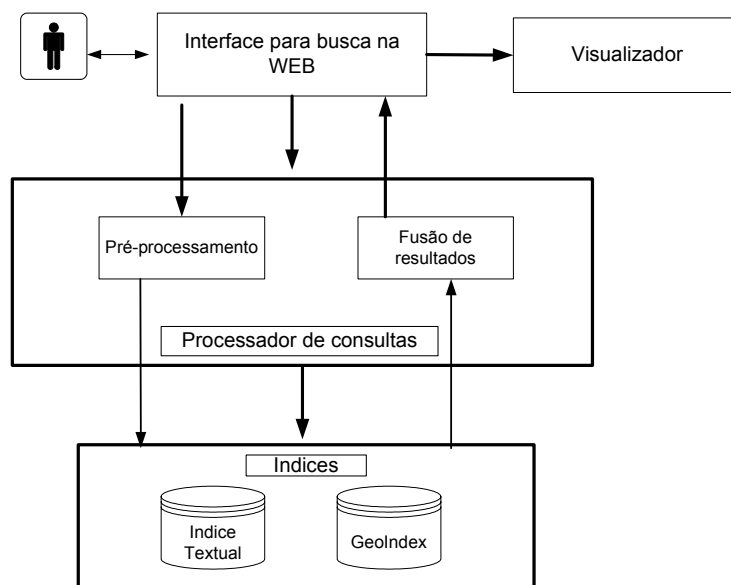 Interface para busca na
WEB
Visualizador
Pré-processamento
Fusão de
resultados
Processador de consultas
Indices
Indice
Textual
GeoIndex